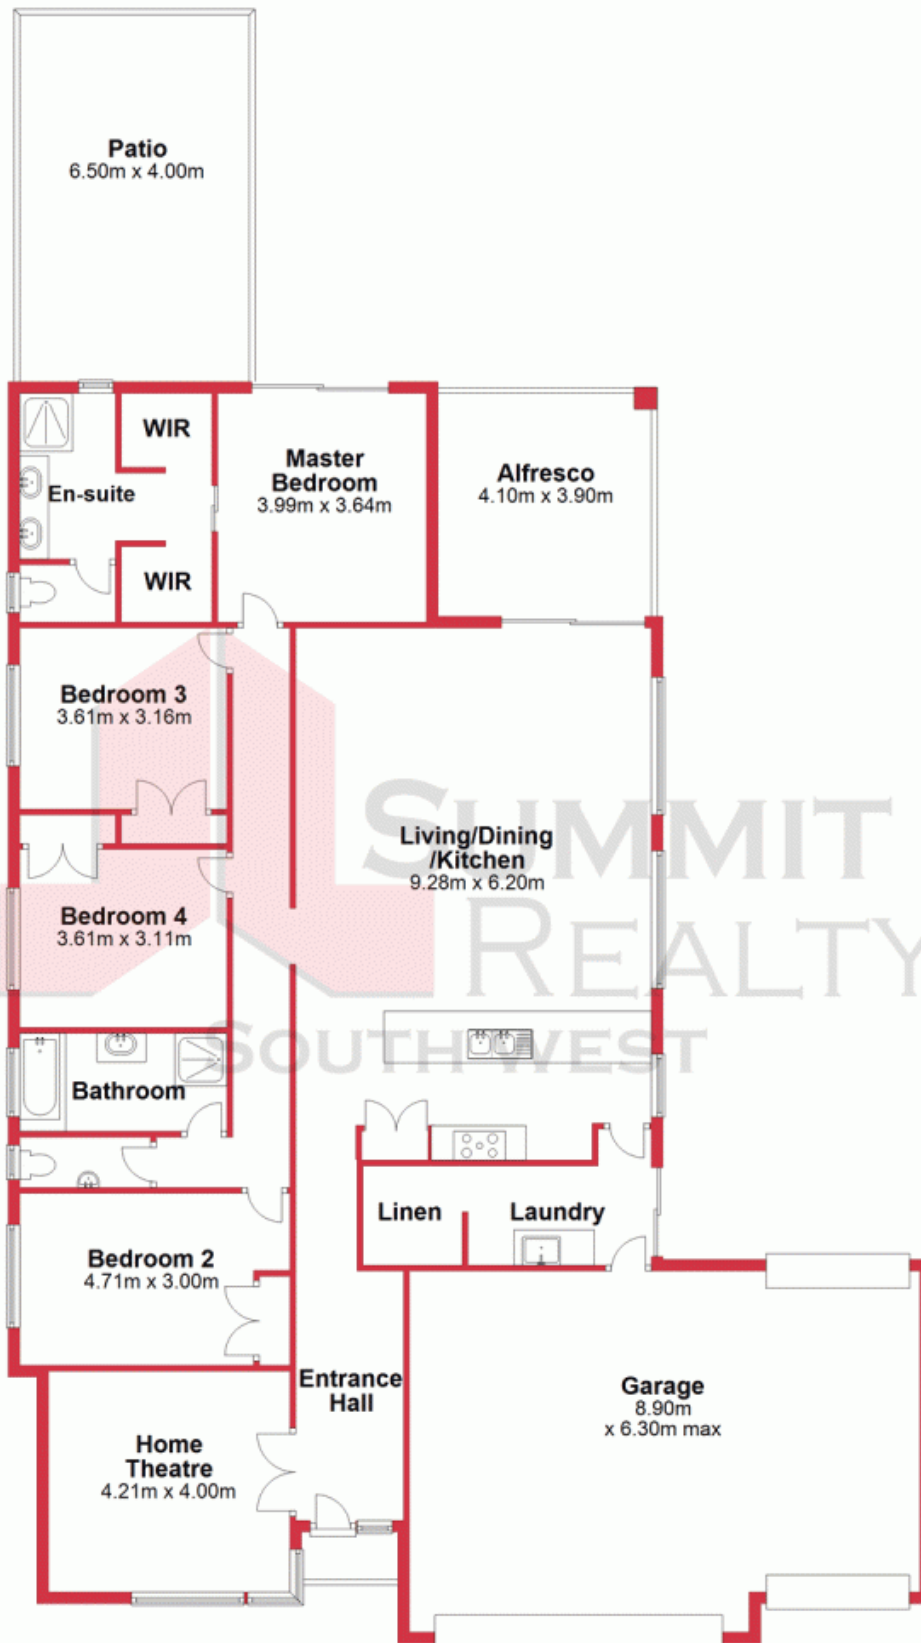 Patio
6.50m x 4.00m
WIR
Master
Bedroom
3.99m x 3.64m
Alfresco
4.10m x 3.90m
En-suite
WIR
Bedroom 3
3.61m x 3.16m
SUMMIT
REALTY
SOUTH WEST
Living/Dining
/Kitchen
9.28m x 6.20m
Bedroom 4
3.61m x 3.11m
Bathroom
Linen
Laundry
Bedroom 2
4.71m x 3.00m
Entrance
Hall
Garage
8.90m
x 6.30m max
Home
Theatre
4.21m x 4.00m